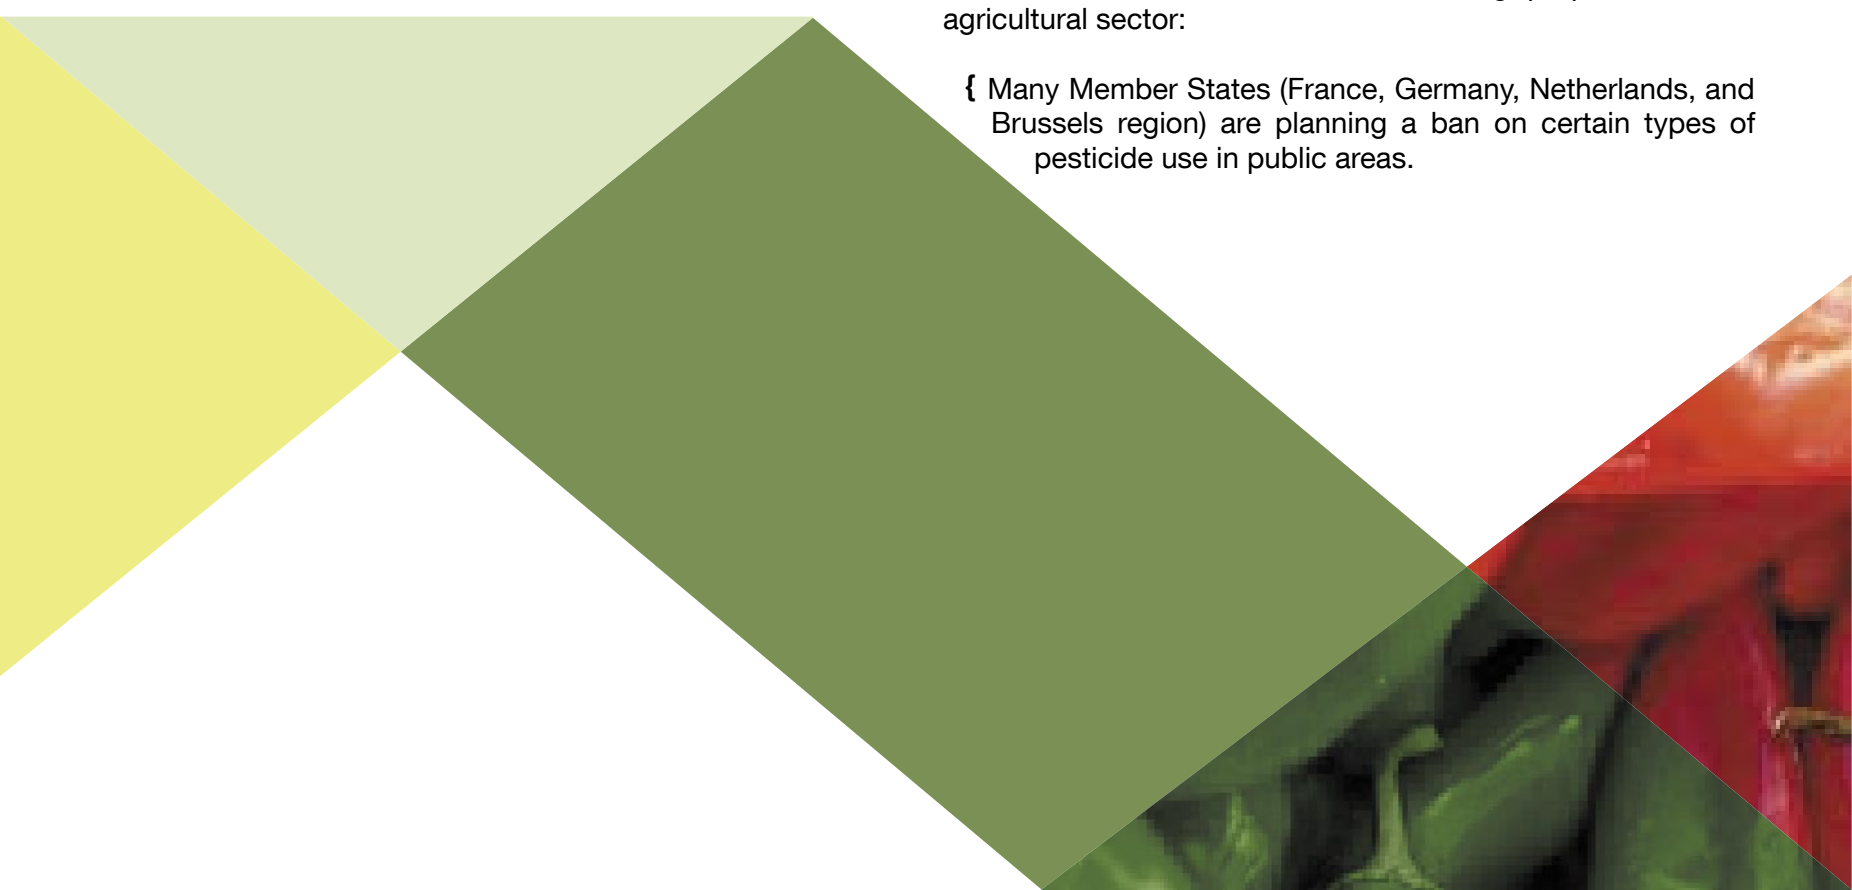 agricultural sector:
{ Many Member States (France, Germany, Netherlands, and
Brussels region) are planning a ban on certain types of
pesticide use in public areas.